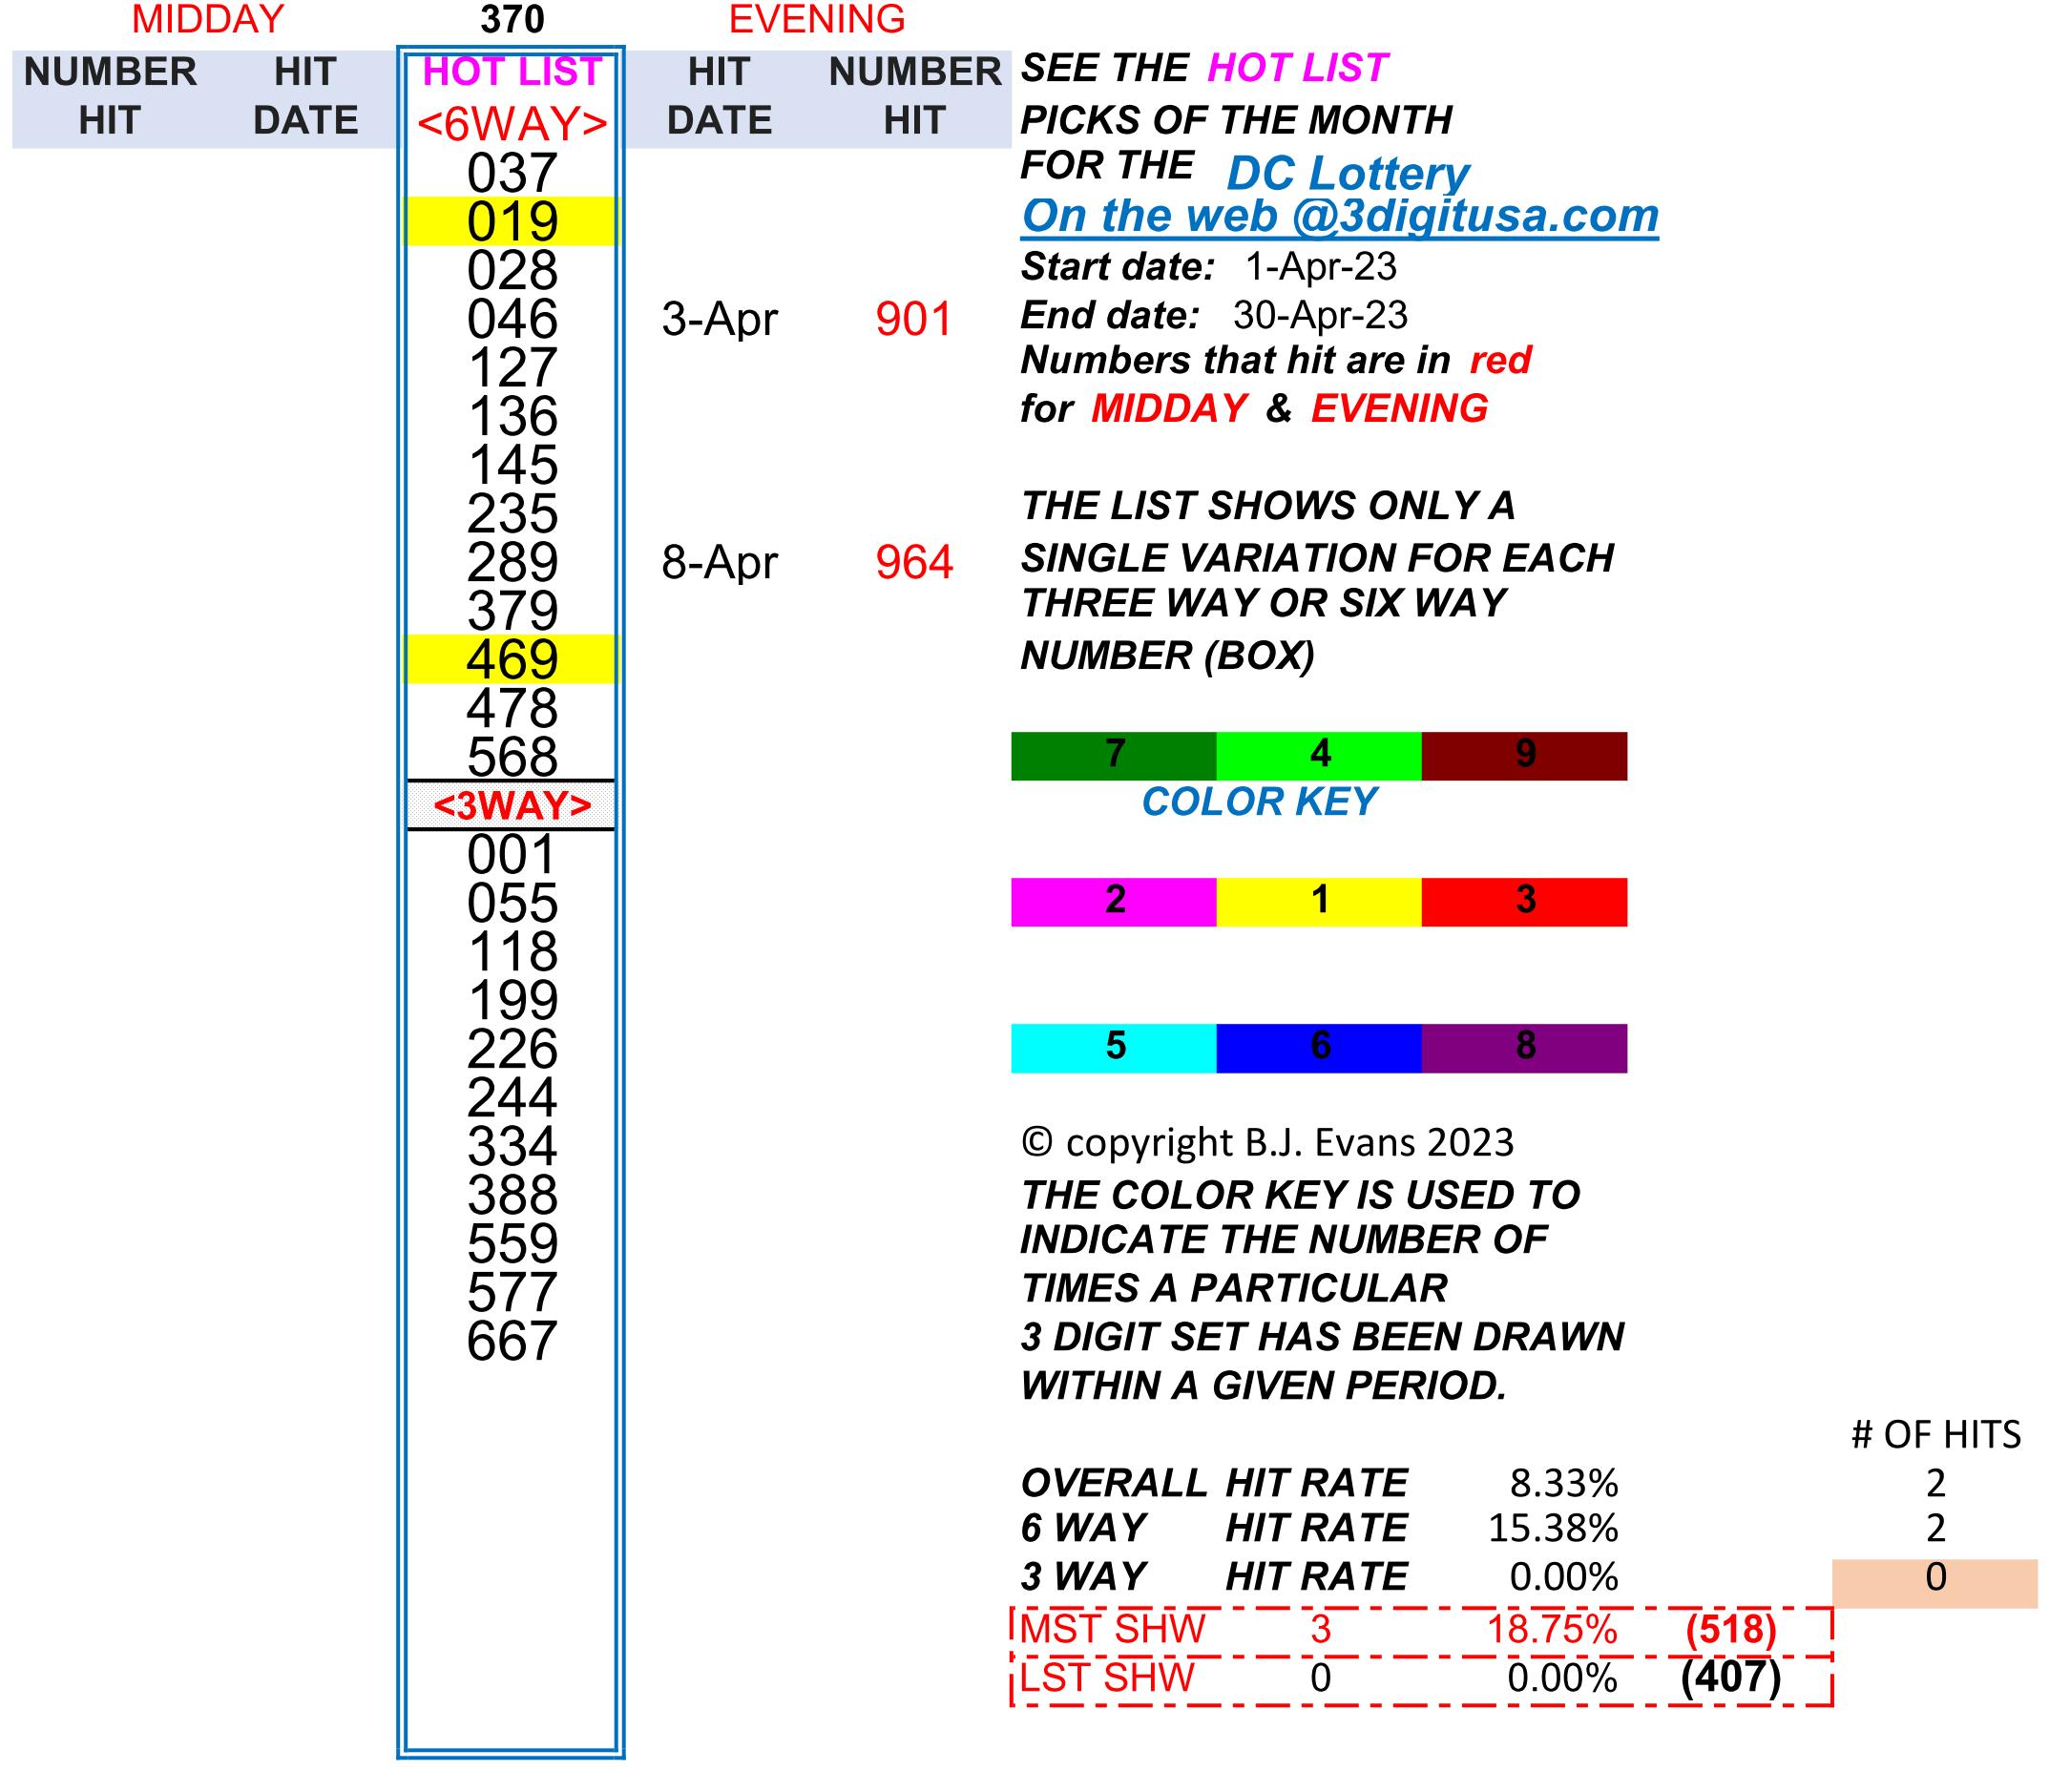 MIDDAY 370 EVENING
NUMBER HIT HOT LIST HIT NUMBER SEE THE HOT LIST
HIT DATE <6WAY> DATE HIT PICKS OF THE MONTH
037 FOR THE DC Lottery
019 On the web @3digitusa.com
028 Start date: 1-Apr-23
046 3-Apr 901 End date: 30-Apr-23
127 Numbers that hit are in red
136 for MIDDAY & EVENING
145
235 THE LIST SHOWS ONLY A
289 8-Apr 964 SINGLE VARIATION FOR EACH
379 THREE WAY OR SIX WAY
469 NUMBER (BOX)
478
568 7 4 9
<3WAY> COLOR KEY
001
055 2 1 3
118
199
226 5 6 8
244
334 © copyright B.J. Evans 2023
388 THE COLOR KEY IS USED TO
559 INDICATE THE NUMBER OF
577 TIMES A PARTICULAR
667 3 DIGIT SET HAS BEEN DRAWN
WITHIN A GIVEN PERIOD.
# OF HITS
OVERALL HIT RATE 8.33% 2
6 WAY HIT RATE 15.38% 2
3 WAY HIT RATE 0.00% 0
MST SHW 3 18.75% (518)
LST SHW 0 0.00% (407)